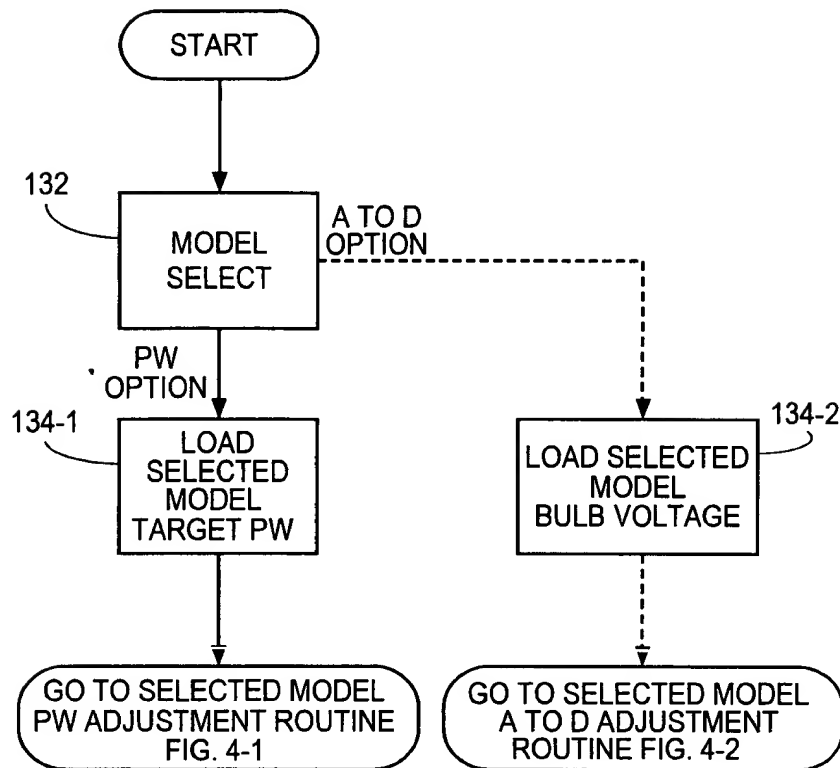 START
132
MODEL
SELECT
A TO D
OPTION
PW
OPTION
134-1
LOAD
SELECTED
MODEL
TARGET PW
134-2
LOAD SELECTED
MODEL
BULB VOLTAGE
GO TO SELECTED MODEL
PW ADJUSTMENT ROUTINE
FIG. 4-1
GO TO SELECTED MODEL
A TO D ADJUSTMENT
ROUTINE FIG. 4-2